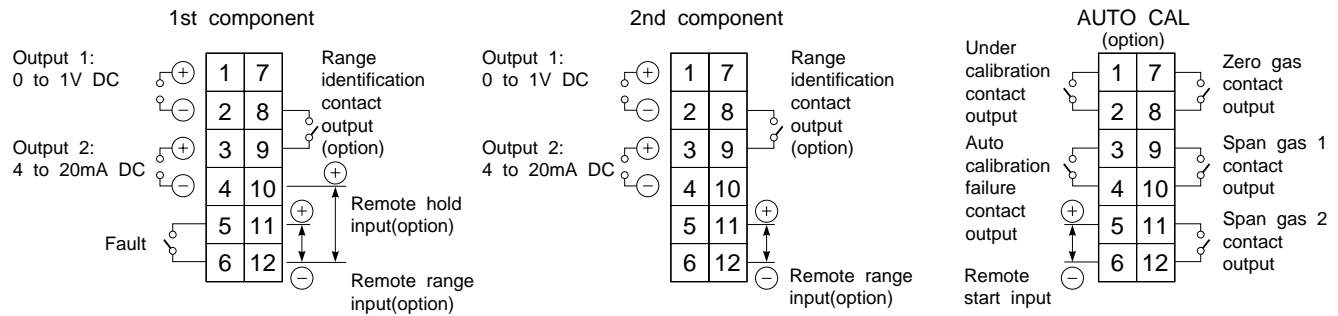 1st component
Output 1:
0 to 1V DC
+
−
Output 2:
4 to 20mA DC
+
−
Fault
1 7
2 8
3 9
4 10
5 11
6 12
Range
identification
contact
output
(option)
+
Remote hold
input(option)
+
−
Remote range
input(option)
2nd component
Output 1:
0 to 1V DC
+
−
Output 2:
4 to 20mA DC
+
−
1 7
2 8
3 9
4 10
5 11
6 12
Range
identification
contact
output
(option)
+
−
Remote range
input(option)
AUTO CAL
(option)
Under
calibration
contact
output
Auto
calibration
failure
contact
output
+
−
Remote
start input
1 7
2 8
3 9
4 10
5 11
6 12
Zero gas
contact
output
Span gas 1
contact
output
Span gas 2
contact
output